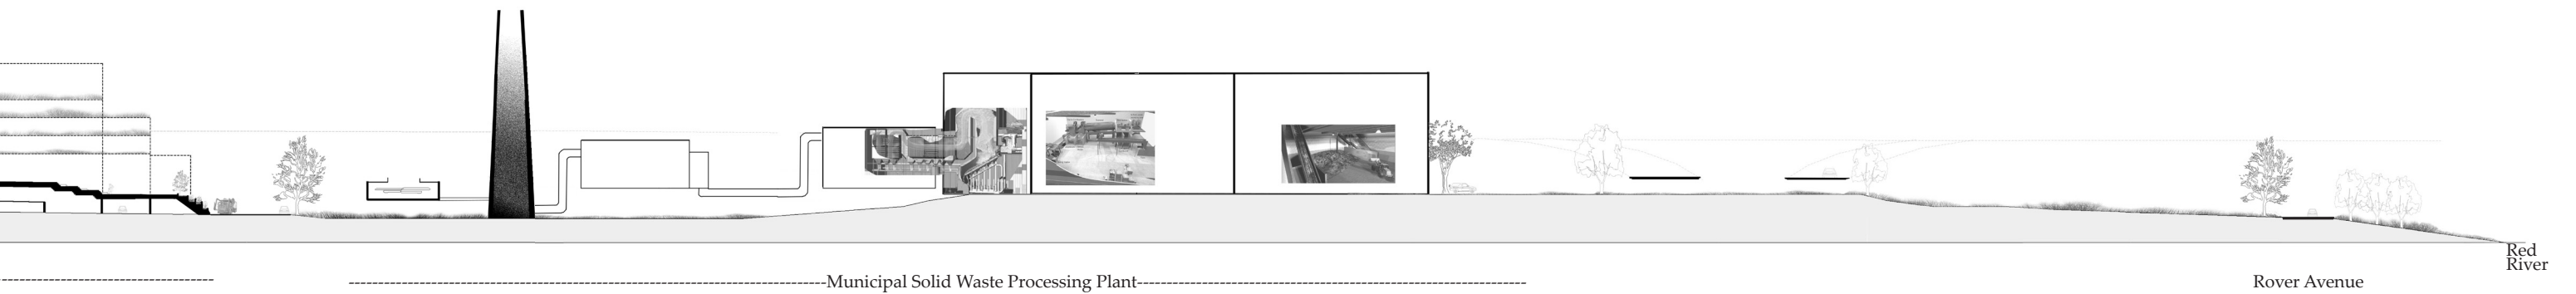 Red
River
Municipal Solid Waste Processing Plant
Rover Avenue